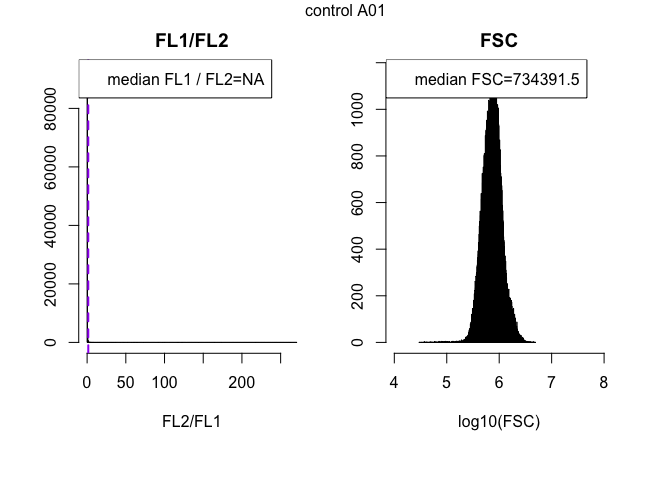 control A01
FL1/FL2
FSC
median FL1 / FL2=NA
median FSC=734391.5
80000
60000
40000
20000
0
1000
800
600
400
200
0
0 50 100 200
4 5 6 7 8
FL2/FL1
log10(FSC)